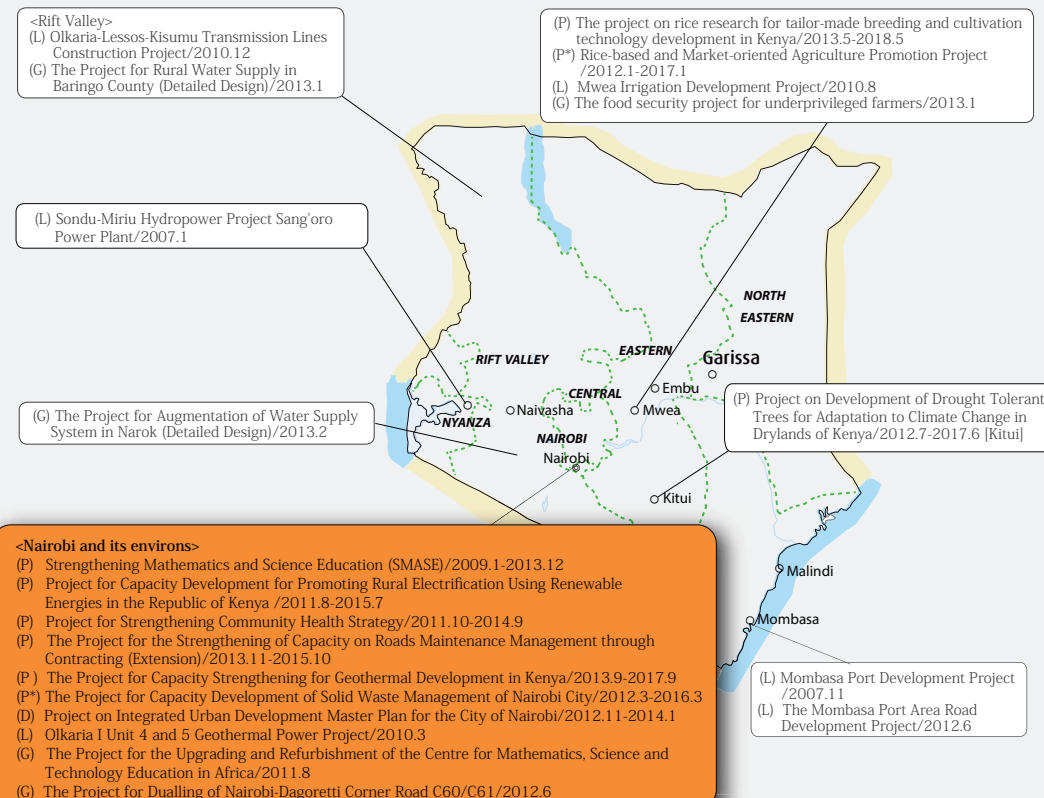 <Rift Valley>
(L) Olkaria-Lessos-Kisumu Transmission Lines
Construction Project/2010.12
(G) The Project for Rural Water Supply in
Baringo County (Detailed Design)/2013.1
(P) The project on rice research for tailor-made breeding and cultivation
technology development in Kenya/2013.5-2018.5
(P*) Rice-based and Market-oriented Agriculture Promotion Project
/2012.1-2017.1
(L) Mwea Irrigation Development Project/2010.8
(G) The food security project for underprivileged farmers/2013.1
(L) Sondu-Miriu Hydropower Project Sang'oro
Power Plant/2007.1
NORTH
EASTERN
RIFT VALLEY
EASTERN
Garissa
CENTRAL
Embu
Naivasha
Mwea
NYANZA
NAIROBI
Nairobi
Kitui
(G) The Project for Augmentation of Water Supply
System in Narok (Detailed Design)/2013.2
(P) Project on Development of Drought Tolerant
Trees for Adaptation to Climate Change in
Drylands of Kenya/2012.7-2017.6 [Kitui]
<Nairobi and its environs>
(P) Strengthening Mathematics and Science Education (SMASE)/2009.1-2013.12
(P) Project for Capacity Development for Promoting Rural Electrification Using Renewable
Energies in the Republic of Kenya /2011.8-2015.7
(P) Project for Strengthening Community Health Strategy/2011.10-2014.9
(P) The Project for the Strengthening of Capacity on Roads Maintenance Management through
Contracting (Extension)/2013.11-2015.10
(P ) The Project for Capacity Strengthening for Geothermal Development in Kenya/2013.9-2017.9
(P*) The Project for Capacity Development of Solid Waste Management of Nairobi City/2012.3-2016.3
(D) Project on Integrated Urban Development Master Plan for the City of Nairobi/2012.11-2014.1
(L) Olkaria I Unit 4 and 5 Geothermal Power Project/2010.3
(G) The Project for the Upgrading and Refurbishment of the Centre for Mathematics, Science and
Technology Education in Africa/2011.8
(G) The Project for Dualling of Nairobi-Dagoretti Corner Road C60/C61/2012.6
Malindi
Mombasa
(L) Mombasa Port Development Project
/2007.11
(L) The Mombasa Port Area Road
Development Project/2012.6